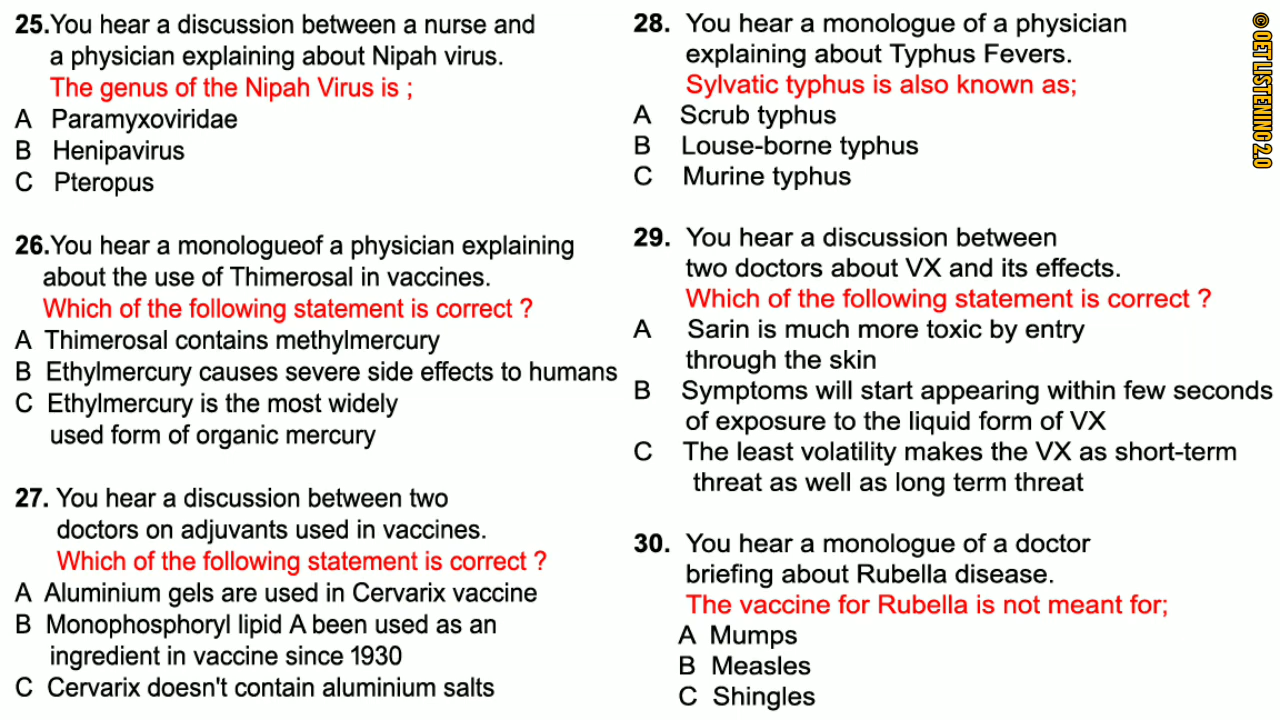 25.You hear a discussion between a nurse and
a physician explaining about Nipah virus.
The genus of the Nipah Virus is ;
A Paramyxoviridae
B Henipavirus
C Pteropus
26.You hear a monologueof a physician explaining
about the use of Thimerosal in vaccines.
Which of the following statement is correct ?
A Thimerosal contains methylmercury
B Ethylmercury causes severe side effects to humans
C Ethylmercury is the most widely
used form of organic mercury
27. You hear a discussion between two
doctors on adjuvants used in vaccines.
Which of the following statement is correct ?
A Aluminium gels are used in Cervarix vaccine
B Monophosphoryl lipid A been used as an
ingredient in vaccine since 1930
C Cervarix doesn't contain aluminium salts
28. You hear a monologue of a physician
explaining about Typhus Fevers.
Sylvatic typhus is also known as;
A Scrub typhus
B Louse-borne typhus
C Murine typhus
29. You hear a discussion between
two doctors about VX and its effects.
Which of the following statement is correct ?
A Sarin is much more toxic by entry
through the skin
B Symptoms will start appearing within few seconds
of exposure to the liquid form of VX
C The least volatility makes the VX as short-term
threat as well as long term threat
30. You hear a monologue of a doctor
briefing about Rubella disease.
The vaccine for Rubella is not meant for;
A Mumps
B Measles
C Shingles
© OET LISTENING 2.0